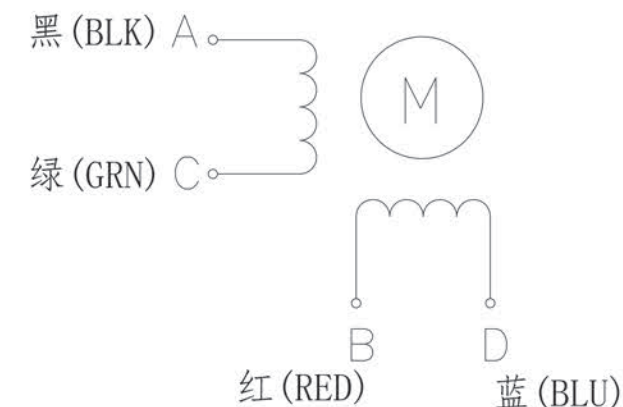 黑(BLK) A
M
绿(GRN) C
B
D
红(RED)
蓝(BLU)